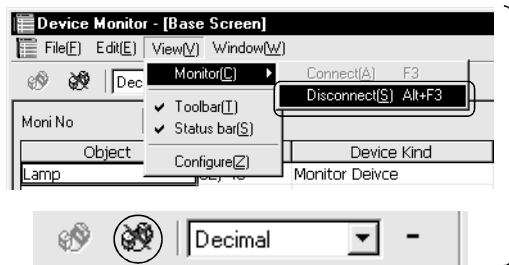 Device Monitor - [Base Screen]
File(F) Edit(E) View(V) Window(W)
Dec Monitor(C) Connect(A) F3
Disconnect(S) Alt+F3
Toolbar(T)
Moni No Status bar(S)
Configure(Z)
Object Device Kind
Lamp Monitor Deivce
Decimal